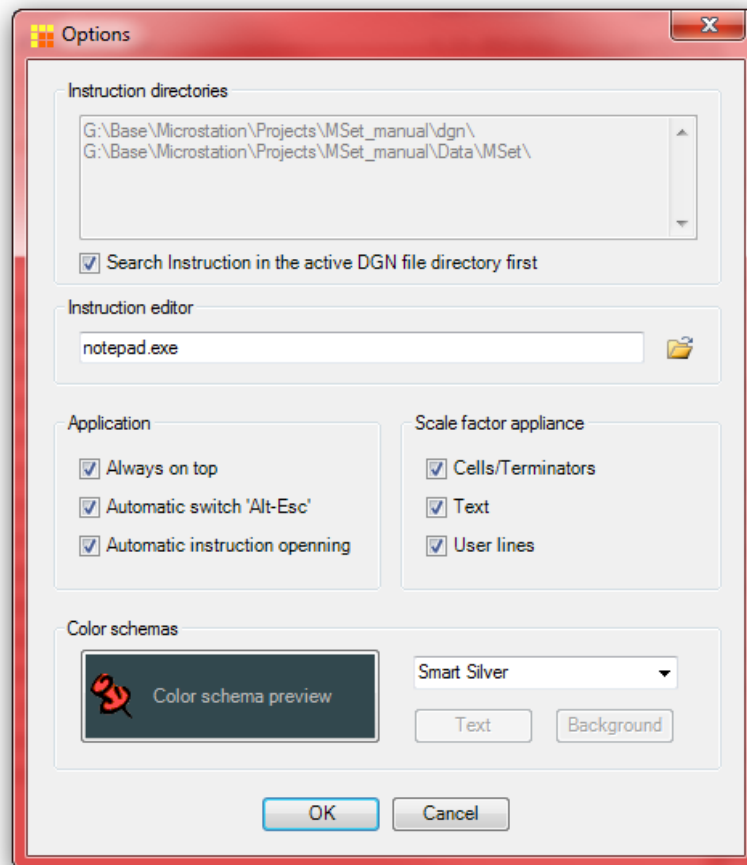 Options
Instruction directories
G:\Base\Microstation\Projects\MSet_manual\dgn\
G:\Base\Microstation\Projects\MSet_manual\Data\MSet\
Search Instruction in the active DGN file directory first
Instruction editor
notepad.exe
Application
Always on top
Automatic switch 'Alt-Esc'
Automatic instruction openning
Scale factor appliance
Cells/Terminators
Text
User lines
Color schemas
Color schema preview
Smart Silver
Text
Background
OK
Cancel